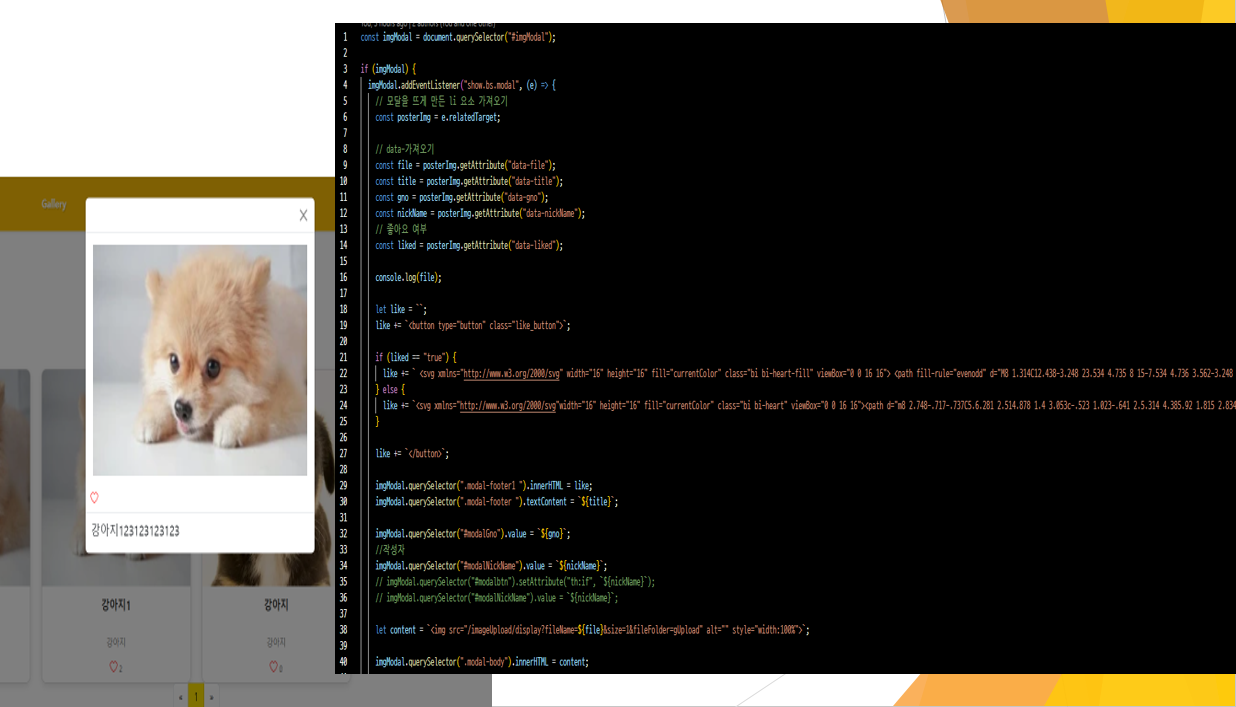 You, 5 hours ago | 2 authors (You and one other)
1 const imgModal = document.querySelector("#imgModal");
2
3 if (imgModal) {
4 imgModal.addEventListener("show.bs.modal", (e) => {
5 // 모달을 뜨게 만든 li 요소 가져오기
6 const posterImg = e.relatedTarget;
7
8 // data-가져오기
9 const file = posterImg.getAttribute("data-file");
10 const title = posterImg.getAttribute("data-title");
11 const gno = posterImg.getAttribute("data-gno");
12 const nickName = posterImg.getAttribute("data-nickName");
13 // 좋아요 여부
14 const liked = posterImg.getAttribute("data-liked");
15
16 console.log(file);
17
18 let like = ``;
19 like += `<button type="button" class="like_button">`;
20
21 if (liked == "true") {
22 like += ` <svg xmlns="http://www.w3.org/2000/svg" width="16" height="16" fill="currentColor" class="bi bi-heart-fill" viewBox="0 0 16 16"> <path fill-rule="evenodd" d="M8 1.314C12.438-3.248 23.534 4.735 8 15-7.534 4.736 3.562-3.248
23 } else {
24 like += `<svg xmlns="http://www.w3.org/2000/svg"width="16" height="16" fill="currentColor" class="bi bi-heart" viewBox="0 0 16 16"><path d="m8 2.748-.717-.737C5.6.281 2.514.878 1.4 3.053c-.523 1.023-.641 2.5.314 4.385.92 1.815 2.834
25 }
26
27 like += `</button>`;
28
29 imgModal.querySelector(".modal-footer1 ").innerHTML = like;
30 imgModal.querySelector(".modal-footer ").textContent = `${title}`;
31
32 imgModal.querySelector("#modalGno").value = `${gno}`;
33 //작성자
34 imgModal.querySelector("#modalNickName").value = `${nickName}`;
35 // imgModal.querySelector("#modalbtn").setAttribute("th:if", `${nickName}`);
36 // imgModal.querySelector("#modalNickName").value = `${nickName}`;
37
38 let content = `<img src="/imageUpload/display?fileName=${file}&size=1&fileFolder=gUpload" alt="" style="width:100%">`;
39
40 imgModal.querySelector(".modal-body").innerHTML = content;
Gallery
X
강아지123123123123
강아지1
강아지
2
강아지
강아지
0
« 1 »